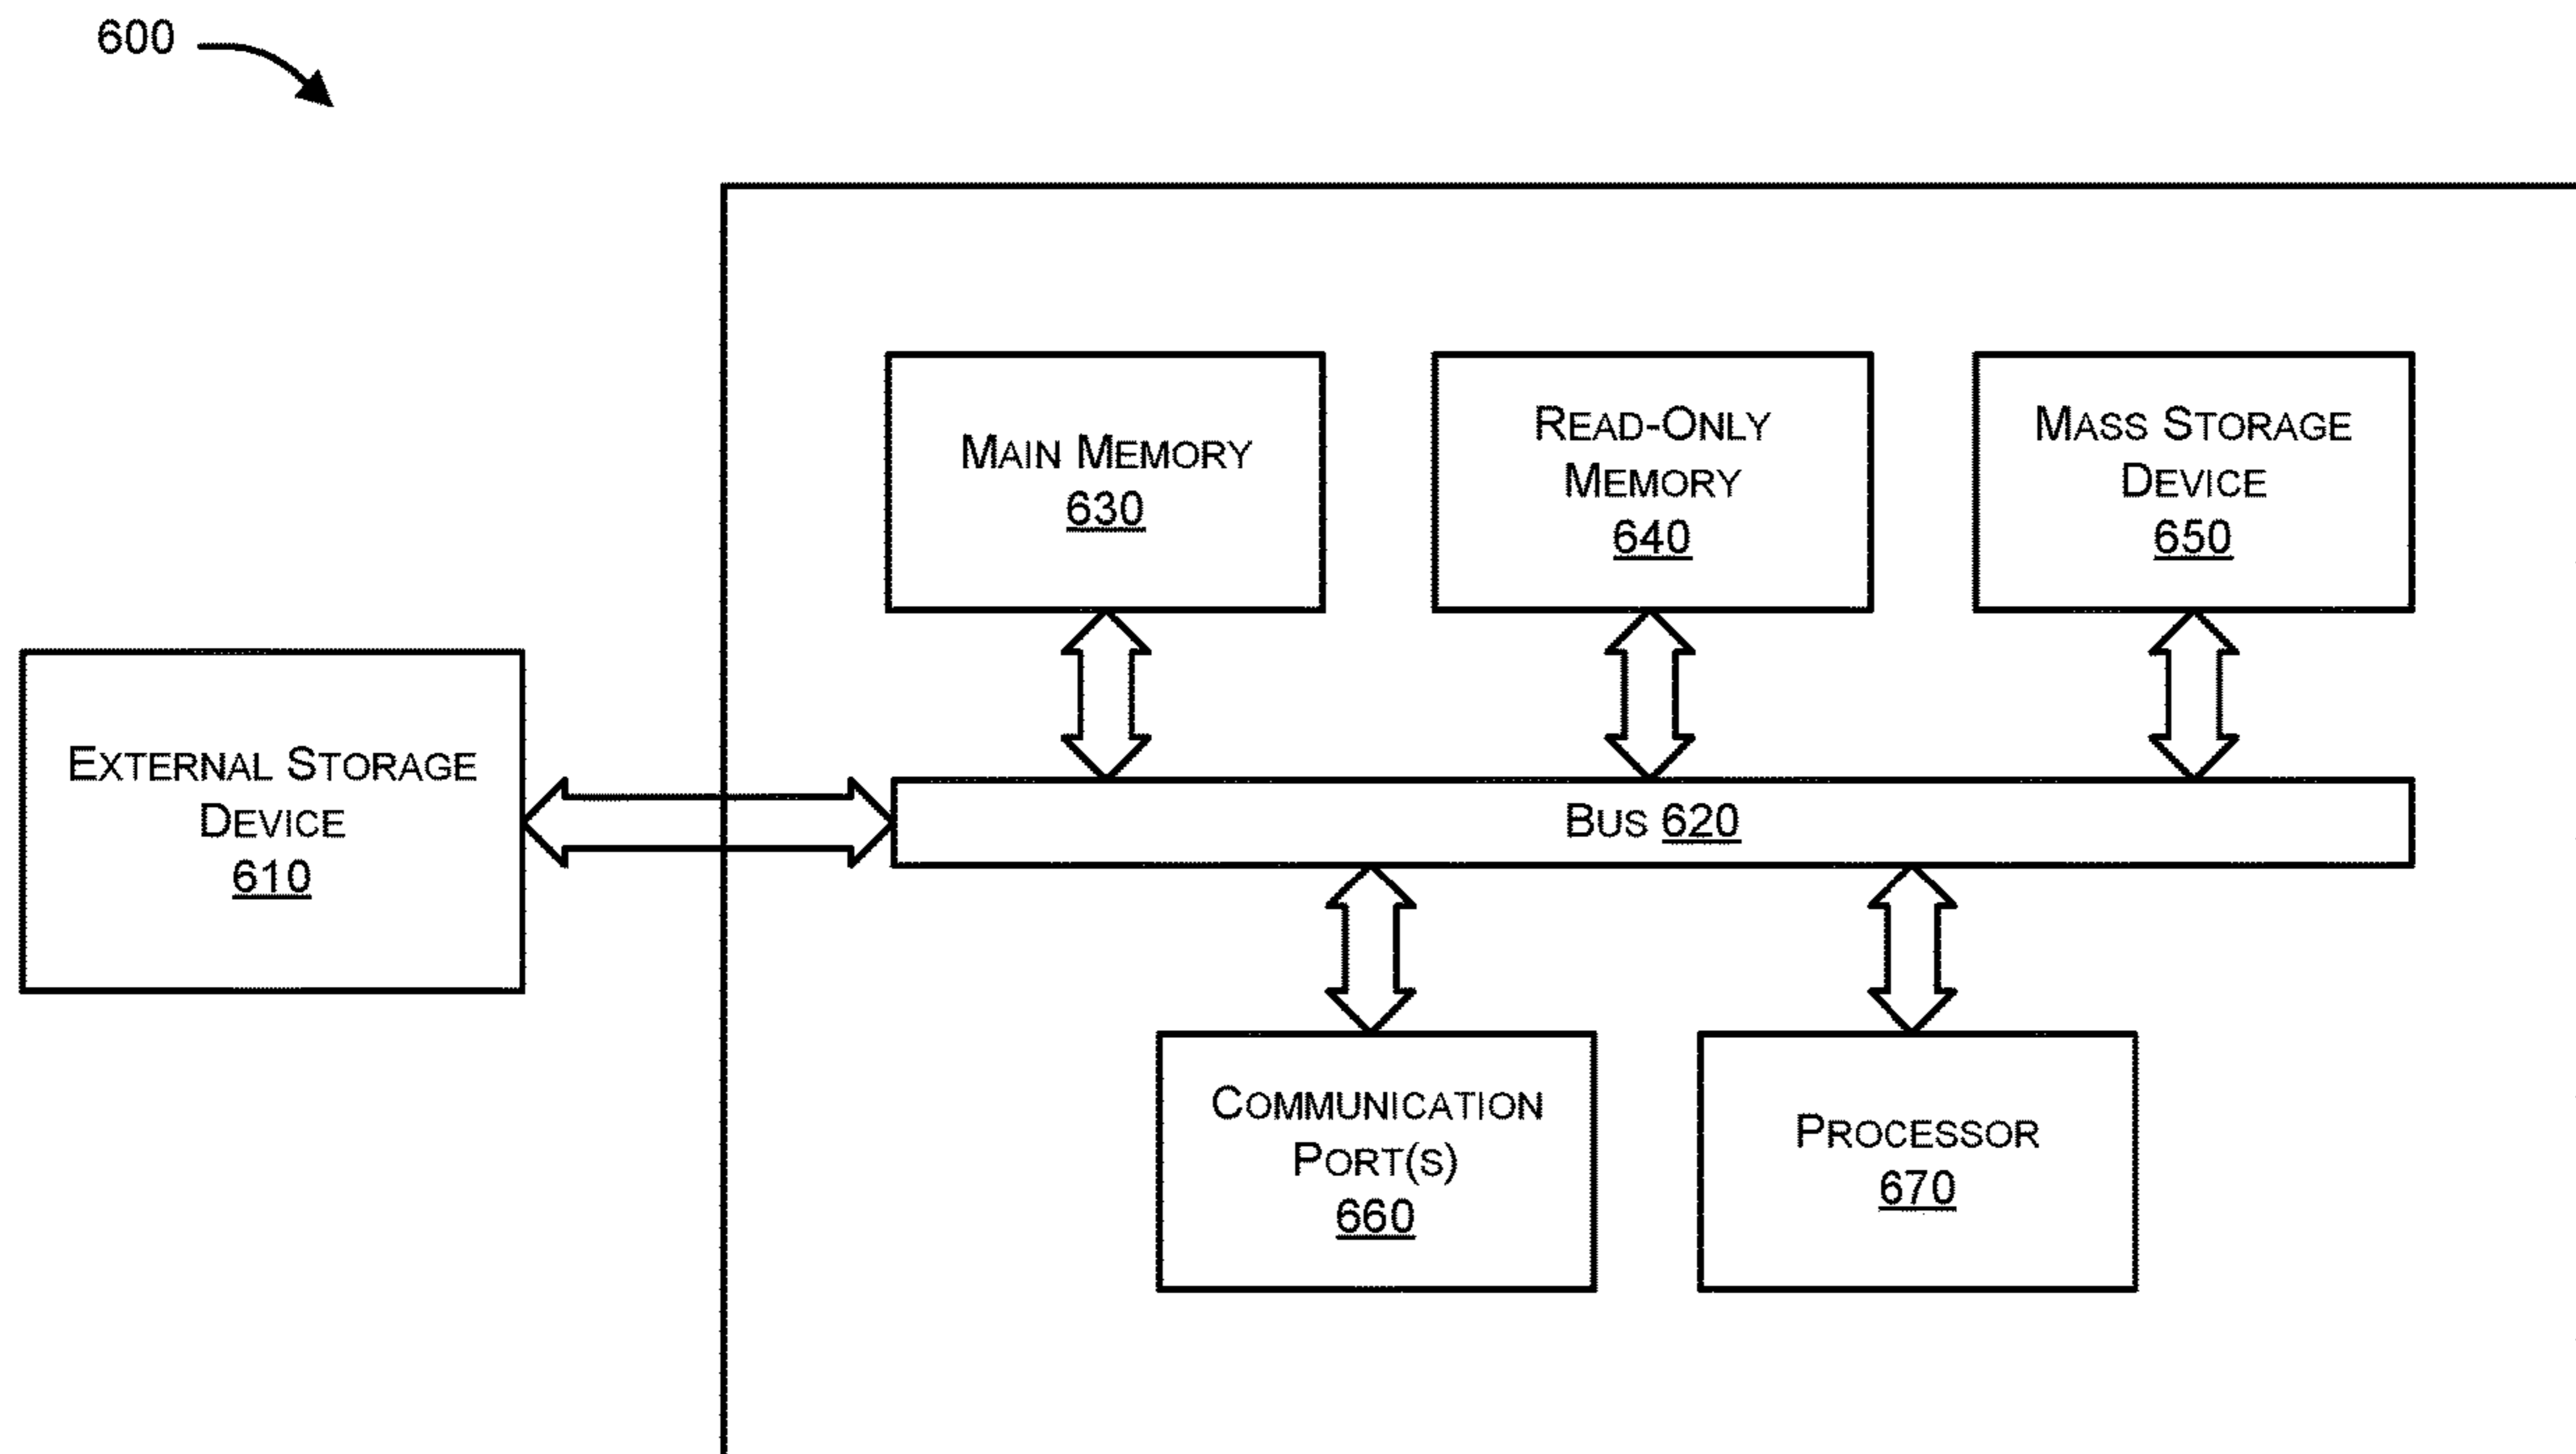 600
MAIN MEMORY
630
READ-ONLY
MEMORY
640
MASS STORAGE
DEVICE
650
EXTERNAL STORAGE
DEVICE
610
BUS 620
COMMUNICATION
PORT(S)
660
PROCESSOR
670